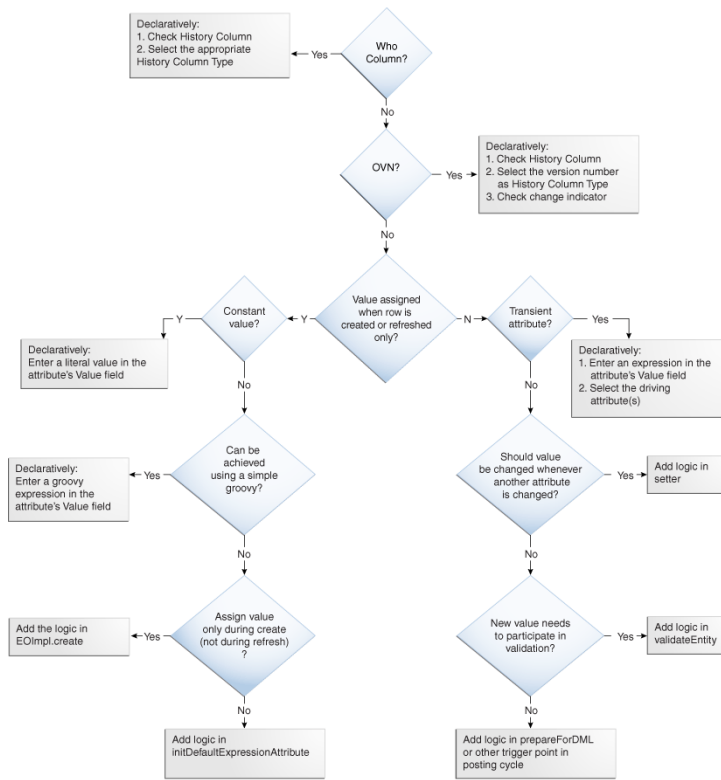 Declaratively:
1. Check History Column
2. Select the appropriate
History Column Type
Yes
Who
Column?
No
OVN?
Yes
Declaratively:
1. Check History Column
2. Select the version number
as History Column Type
3. Check change indicator
No
Constant
value?
Y
Y
Value assigned
when row is
created or refreshed
only?
N
Transient
attribute?
Yes
Declaratively:
Enter a literal value in the
attribute's Value field
Declaratively:
1. Enter an expression in the
attribute's Value field
2. Select the driving
attribute(s)
No
No
Declaratively:
Enter a groovy
expression in the
attribute's Value field
Yes
Can be
achieved
using a simple
groovy?
Should value
be changed whenever
another attribute
is changed?
Yes
Add logic in
setter
No
No
Add the logic in
EOImpl.create
Yes
Assign value
only during create
(not during refresh)
?
New value needs
to participate in
validation?
Yes
Add logic in
validateEntity
No
No
Add logic in
initDefaultExpressionAttribute
Add logic in prepareForDML
or other trigger point in
posting cycle